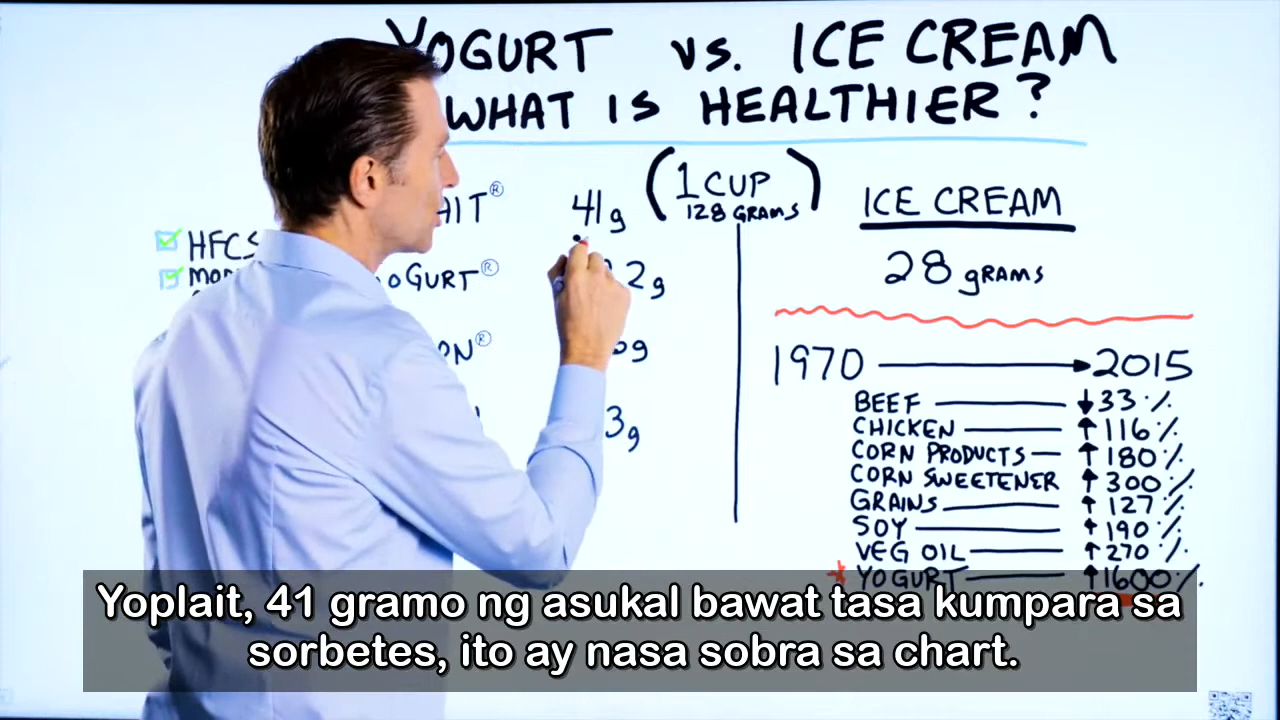 YOGURT vs. ICE CREAM
WHAT IS HEALTHIER?
41g
(1 CUP
128 GRAMS)
HFCS
2g
3g
ICE CREAM
28 GRAMS
1970 → 2015
BEEF ↓ 33%
CHICKEN ↑ 116%
CORN PRODUCTS ↑ 180%
CORN SWEETENER ↑ 300%
GRAINS ↑ 127%
SOY ↑ 190%
VEG OIL ↑ 270%
* YOGURT ↑ 1600%
Yoplait, 41 gramo ng asukal bawat tasa kumpara sa
sorbetes, ito ay nasa sobra sa chart.